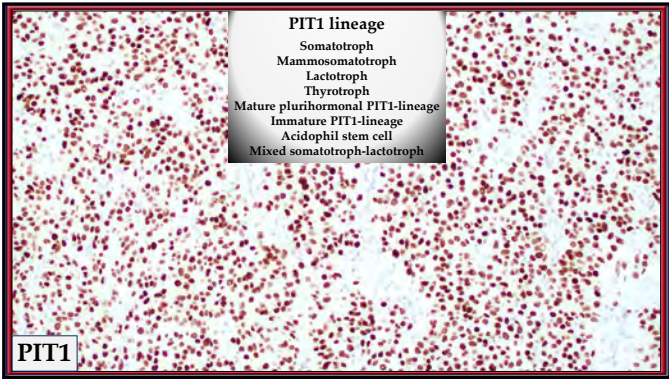 PIT1 lineage
Somatotroph
Mammosomatotroph
Lactotroph
Thyrotroph
Mature plurihormonal PIT1-lineage
Immature PIT1-lineage
Acidophil stem cell
Mixed somatotroph-lactotroph
PIT1